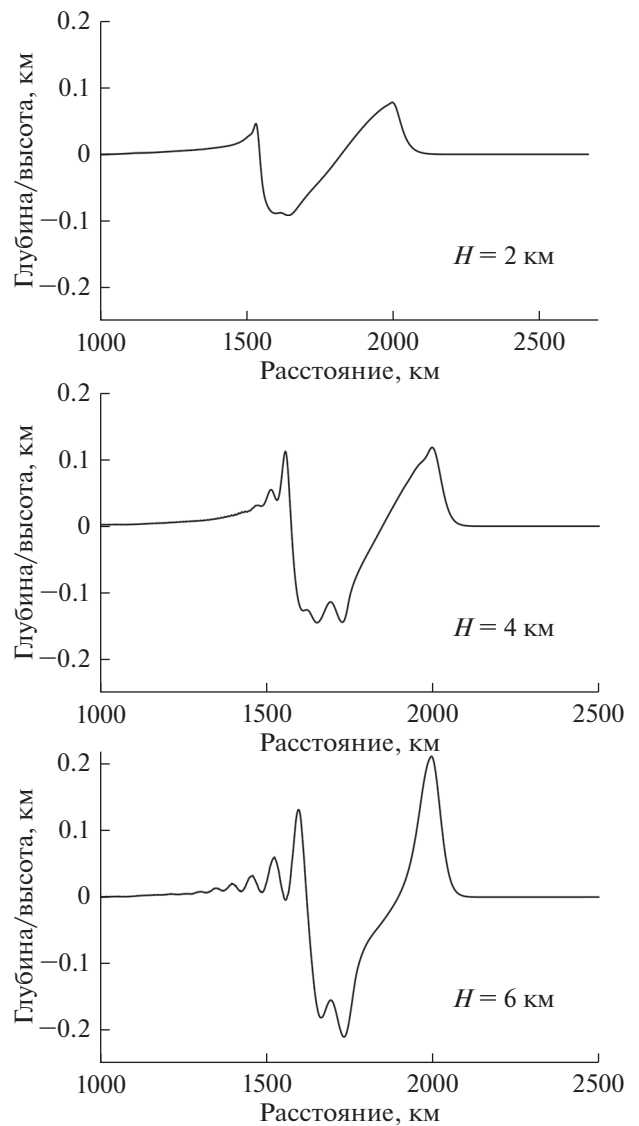 0.2
0.1
0
−0.1
−0.2
Глубина/высота, км
H = 2 км
1000 1500 2000 2500
Расстояние, км
0.2
0.1
0
−0.1
−0.2
Глубина/высота, км
H = 4 км
1000 1500 2000 2500
Расстояние, км
0.2
0.1
0
−0.1
−0.2
Глубина/высота, км
H = 6 км
1000 1500 2000 2500
Расстояние, км